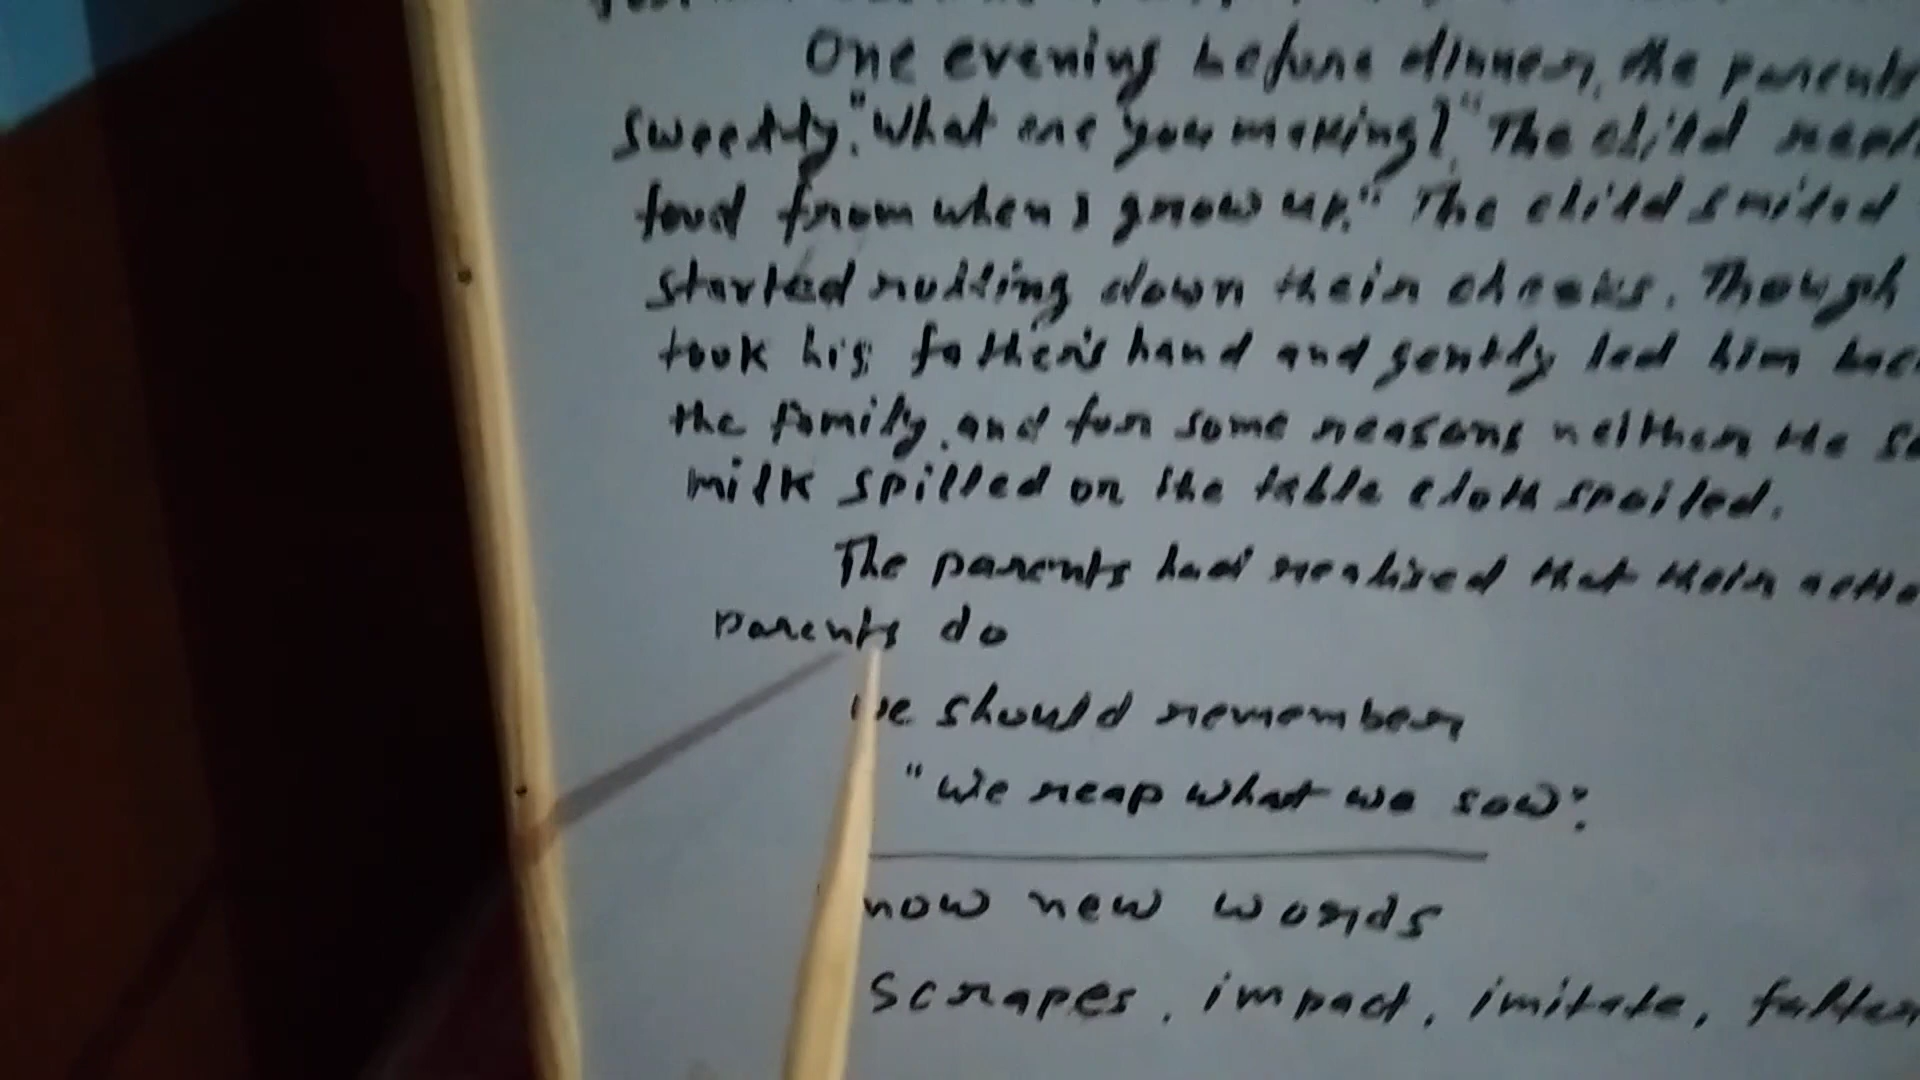 One evening before dinner, the parents
sweetly. "What are you making?" The child
food from when I grow up." The child smiled
started rolling down their cheeks. Though
took his father's hand and gently led him
the family, and for some reasons neither the
milk spilled on the table cloth spoiled.
The parents had realised that their
parents do
we should remember
"We reap what we sow".
now new words
scrapes, impact, imitate,